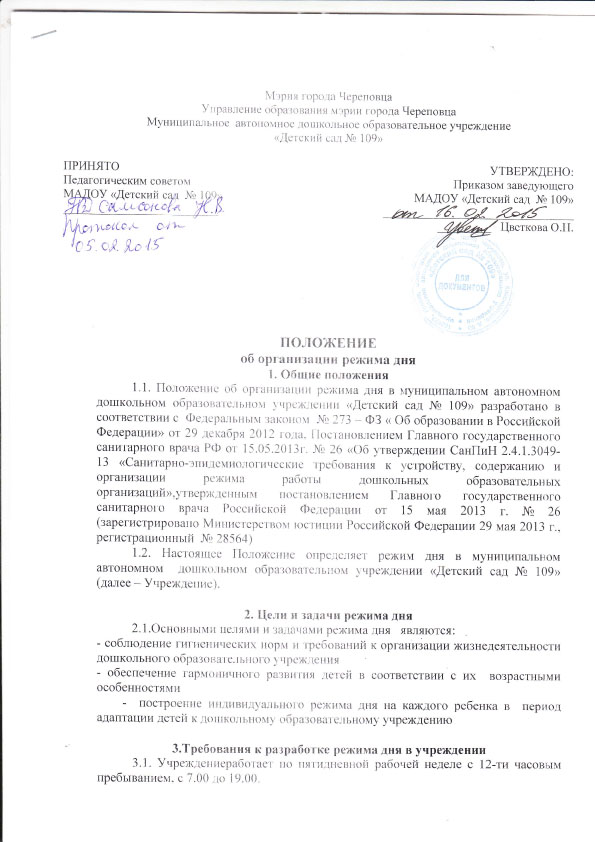 Мэрия города Череповца
Управление образования мэрии города Череповца
Муниципальное автономное дошкольное образовательное учреждение
«Детский сад № 109»
ПРИНЯТО
Педагогическим советом
МАДОУ «Детский сад № 109»
Самсонова Н.В
Протокол от
05.02.2015
УТВЕРЖДЕНО:
Приказом заведующего
МАДОУ «Детский сад № 109»
от 16.02.2015
Цветкова О.Н.
ДЛЯ
ДОКУМЕНТОВ
ПОЛОЖЕНИЕ
об организации режима дня
1. Общие положения
1.1. Положение об организации режима дня в муниципальном автономном
дошкольном образовательном учреждении «Детский сад № 109» разработано в
соответствии с Федеральным законом № 273 – ФЗ « Об образовании в Российской
Федерации» от 29 декабря 2012 года. Постановлением Главного государственного
санитарного врача РФ от 15.05.2013г. № 26 «Об утверждении СанПиН 2.4.1.3049-
13 «Санитарно-эпидемиологические требования к устройству, содержанию и
организации режима работы дошкольных образовательных
организаций»,утвержденным постановлением Главного государственного
санитарного врача Российской Федерации от 15 мая 2013 г. № 26
(зарегистрировано Министерством юстиции Российской Федерации 29 мая 2013 г.,
регистрационный № 28564)
1.2. Настоящее Положение определяет режим дня в муниципальном
автономном дошкольном образовательном учреждении «Детский сад № 109»
(далее – Учреждение).
2. Цели и задачи режима дня
2.1.Основными целями и задачами режима дня являются:
- соблюдение гигиенических норм и требований к организации жизнедеятельности
дошкольного образовательного учреждения
- обеспечение гармоничного развития детей в соответствии с их возрастными
особенностями
- построение индивидуального режима дня на каждого ребенка в период
адаптации детей к дошкольному образовательному учреждению
3.Требования к разработке режима дня в учреждении
3.1. Учреждениеработает по пятидневной рабочей неделе с 12-ти часовым
пребыванием. с 7.00 до 19.00.